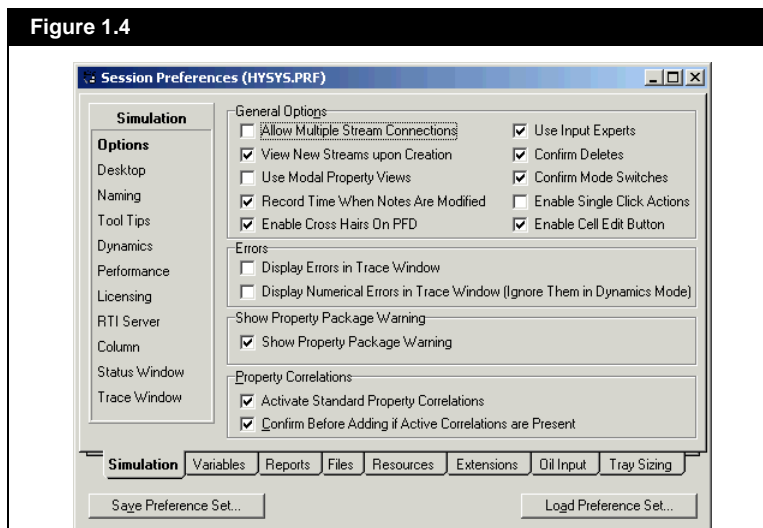 Figure 1.4
Session Preferences (HYSYS.PRF)
Simulation
Options
Desktop
Naming
Tool Tips
Dynamics
Performance
Licensing
RTI Server
Column
Status Window
Trace Window
General Options
Allow Multiple Stream Connections
View New Streams upon Creation
Use Modal Property Views
Record Time When Notes Are Modified
Enable Cross Hairs On PFD
Use Input Experts
Confirm Deletes
Confirm Mode Switches
Enable Single Click Actions
Enable Cell Edit Button
Errors
Display Errors in Trace Window
Display Numerical Errors in Trace Window (Ignore Them in Dynamics Mode)
Show Property Package Warning
Show Property Package Warning
Property Correlations
Activate Standard Property Correlations
Confirm Before Adding if Active Correlations are Present
Simulation Variables Reports Files Resources Extensions Oil Input Tray Sizing
Save Preference Set... Load Preference Set...